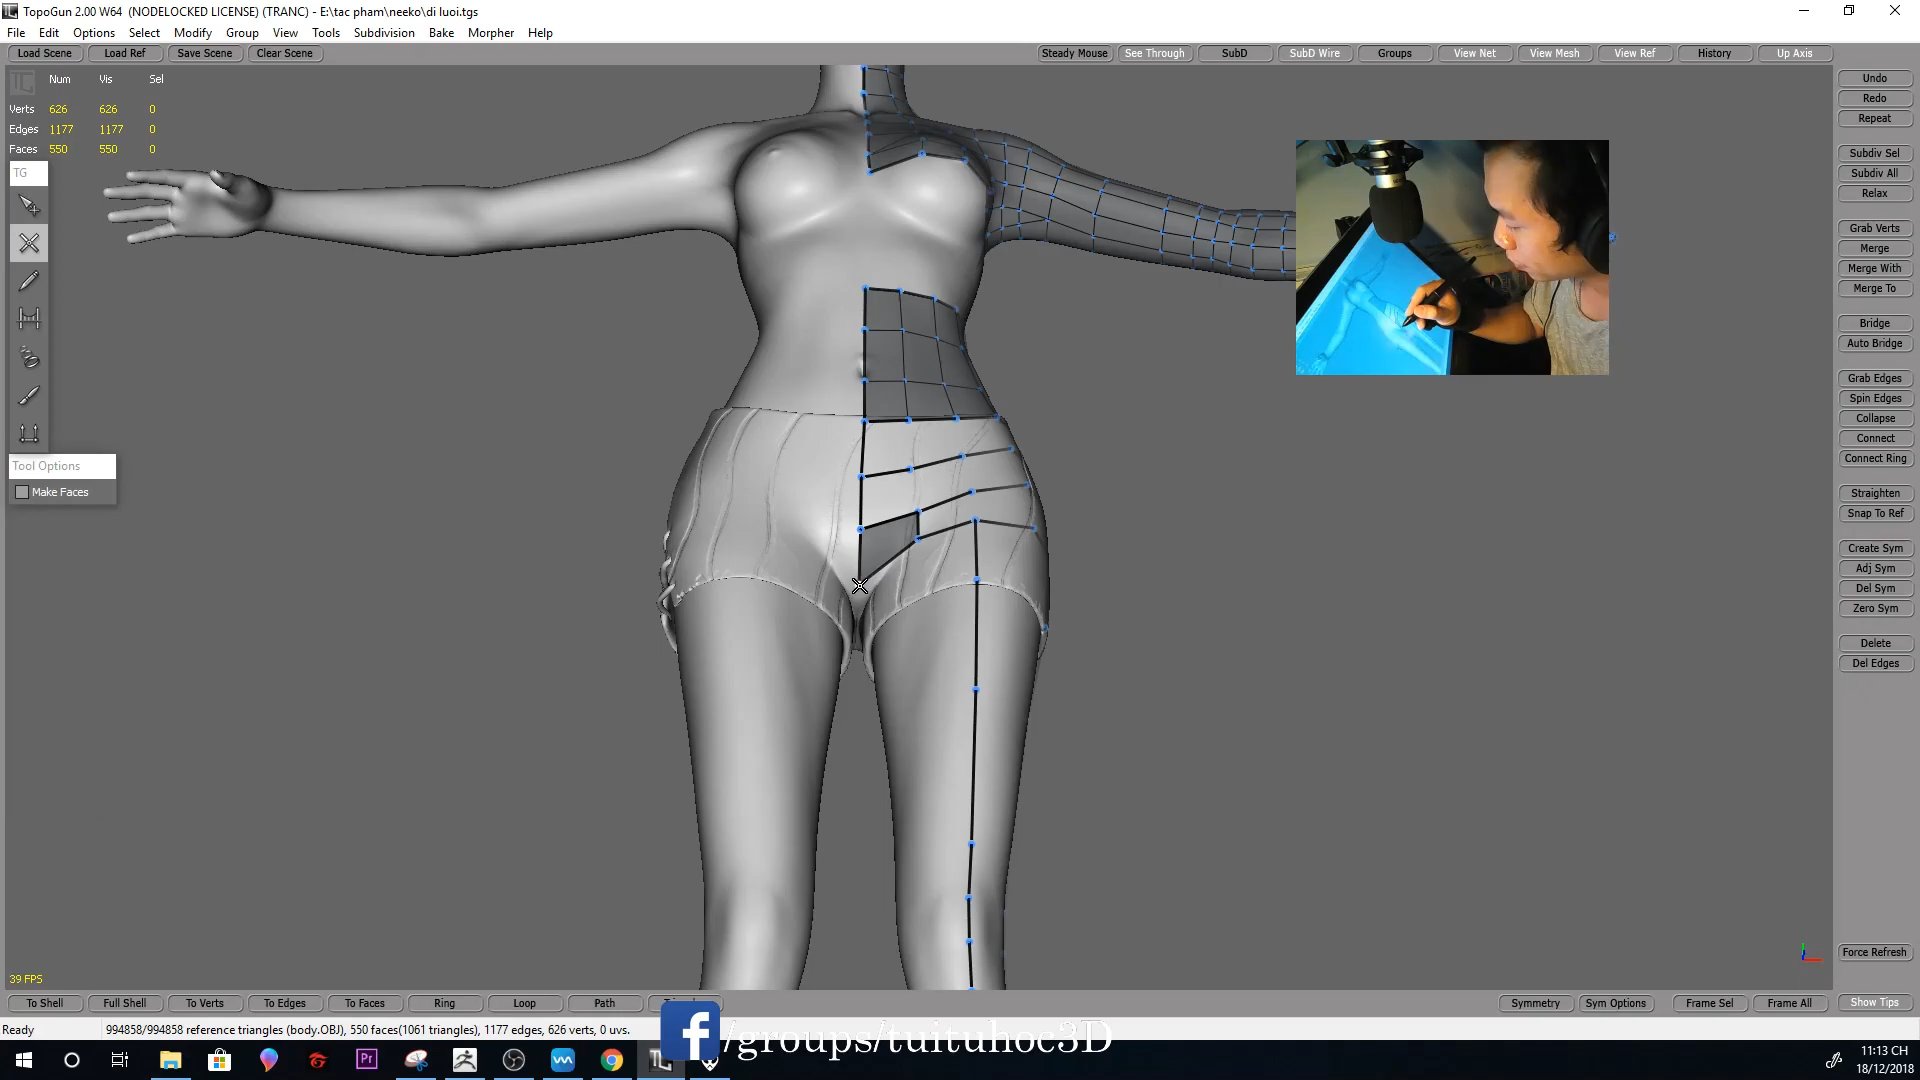 TopoGun 2.00 W64 (NODELOCKED LICENSE) (TRANC) - E:\tac pham\neeko\di luoi.tgs
File Edit Options Select Modify Group View Tools Subdivision Bake Morpher Help
Load Scene Load Ref Save Scene Clear Scene Steady Mouse See Through SubD SubD Wire Groups View Net View Mesh View Ref History Up Axis
Num Vis Sel
Verts 626 626 0
Edges 1177 1177 0
Faces 550 550 0
TG
Tool Options
Make Faces
39 FPS
Undo
Redo
Repeat
Subdiv Sel
Subdiv All
Relax
Grab Verts
Merge
Merge With
Merge To
Bridge
Auto Bridge
Grab Edges
Spin Edges
Collapse
Connect
Connect Ring
Straighten
Snap To Ref
Create Sym
Adj Sym
Del Sym
Zero Sym
Delete
Del Edges
Force Refresh
To Shell Full Shell To Verts To Edges To Faces Ring Loop Path Symmetry Sym Options Frame Sel Frame All Show Tips
Ready 994858/994858 reference triangles (body.OBJ), 550 faces(1061 triangles), 1177 edges, 626 verts, 0 uvs.
f /groups/tuituhoc3D
Pr
11:13 CH
18/12/2018